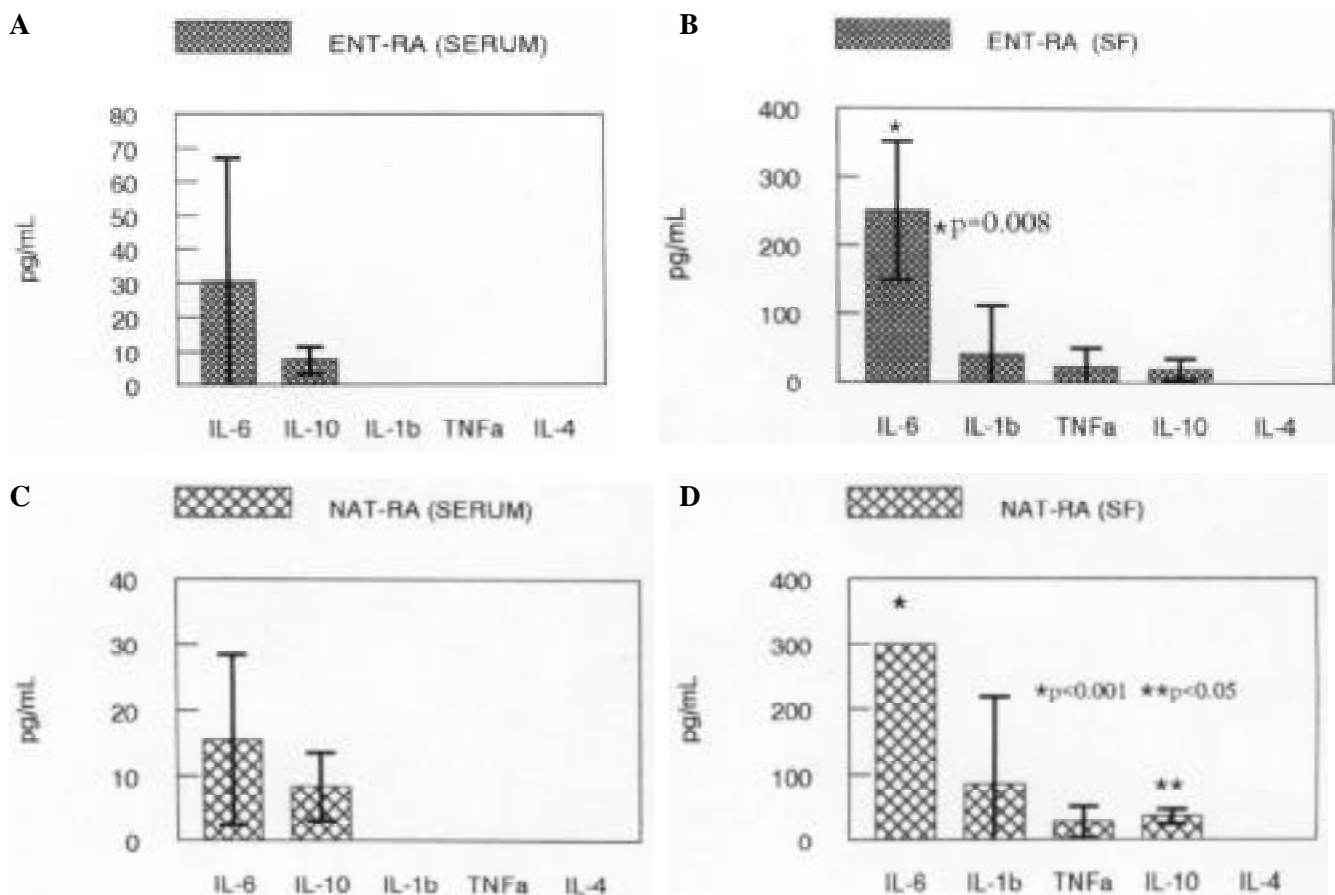 A
ENT-RA (SERUM)
80
70
60
50
40
30
20
10
0
pg/mL
IL-6 IL-10 IL-1b TNFa IL-4
B
ENT-RA (SF)
400
300
200
100
0
pg/mL
*
*p=0.008
IL-6 IL-1b TNFa IL-10 IL-4
C
NAT-RA (SERUM)
40
30
20
10
0
pg/mL
IL-6 IL-10 IL-1b TNFa IL-4
D
NAT-RA (SF)
400
300
200
100
0
pg/mL
*
*p<0.001 **p<0.05
**
IL-6 IL-1b TNFa IL-10 IL-4